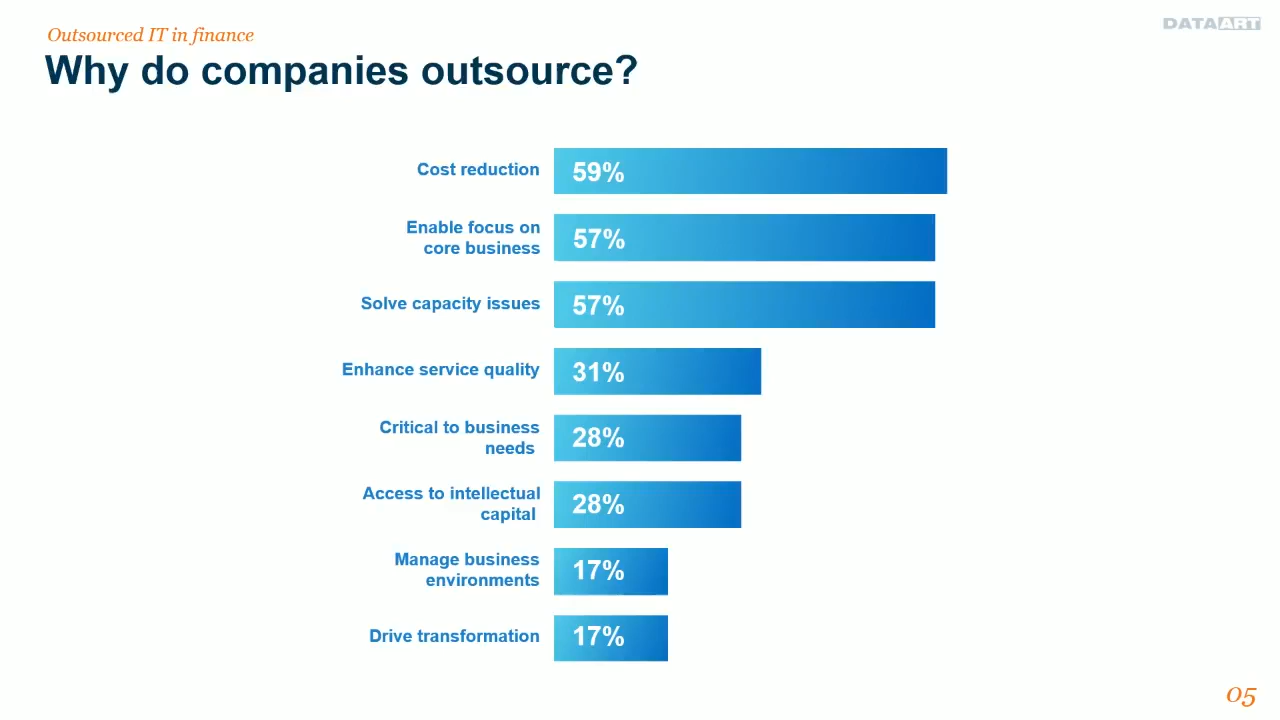 Outsourced IT in finance
DATAART
Why do companies outsource?
Cost reduction
59%
Enable focus on
core business
57%
Solve capacity issues
57%
Enhance service quality
31%
Critical to business
needs
28%
Access to intellectual
capital
28%
Manage business
environments
17%
Drive transformation
17%
05